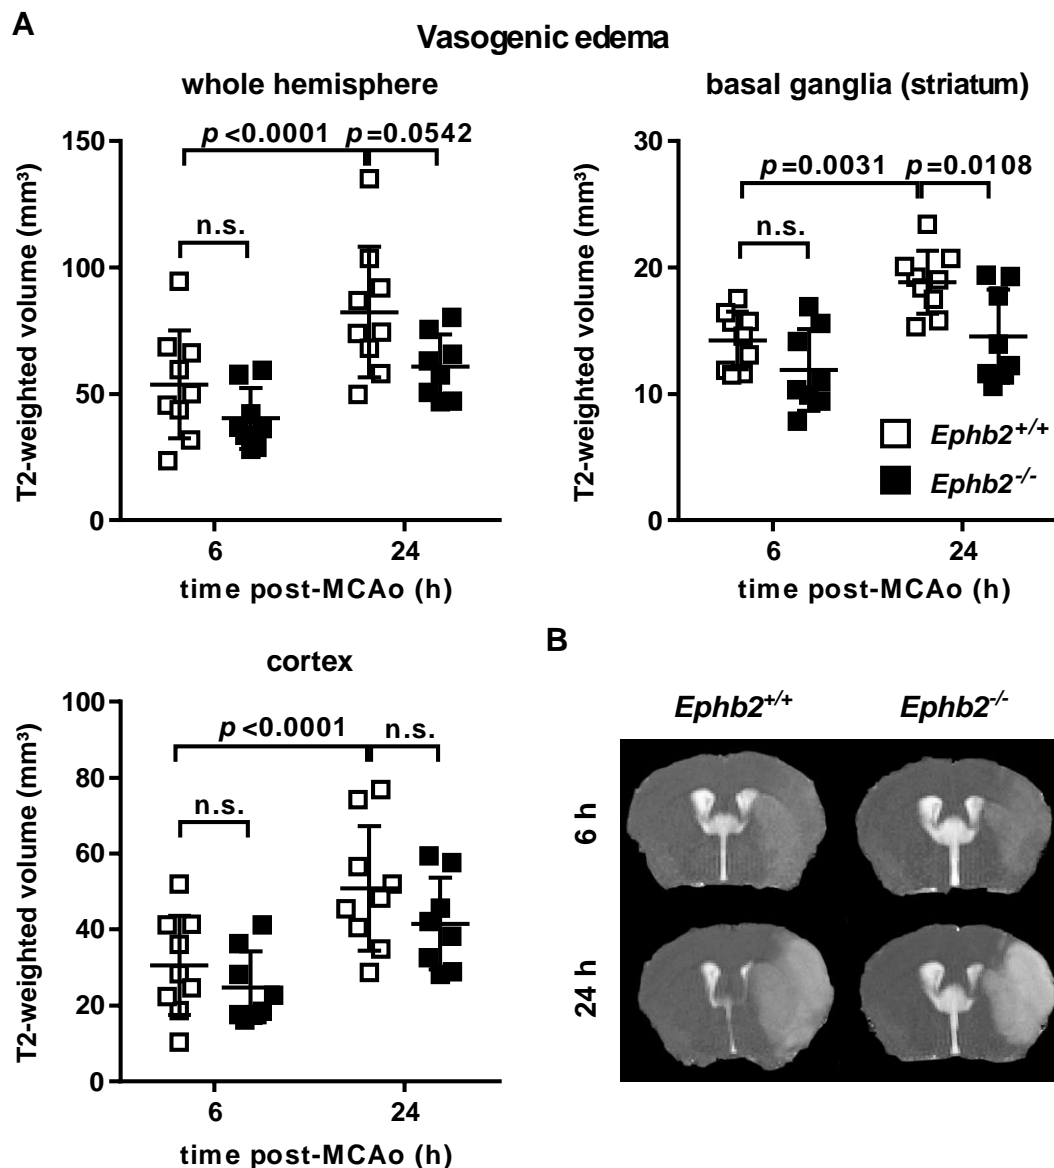 A
Vasogenic edema
whole hemisphere
T2-weighted volume (mm³)
150
100
50
0
p<0.0001 p=0.0542
n.s.
6 24
time post-MCAo (h)
basal ganglia (striatum)
T2-weighted volume (mm³)
30
20
10
0
p=0.0031 p=0.0108
n.s.
Ephb2+/+
Ephb2-/-
6 24
time post-MCAo (h)
cortex
T2-weighted volume (mm³)
100
80
60
40
20
0
p<0.0001 n.s.
n.s.
6 24
time post-MCAo (h)
B
Ephb2+/+ Ephb2-/-
6 h
24 h